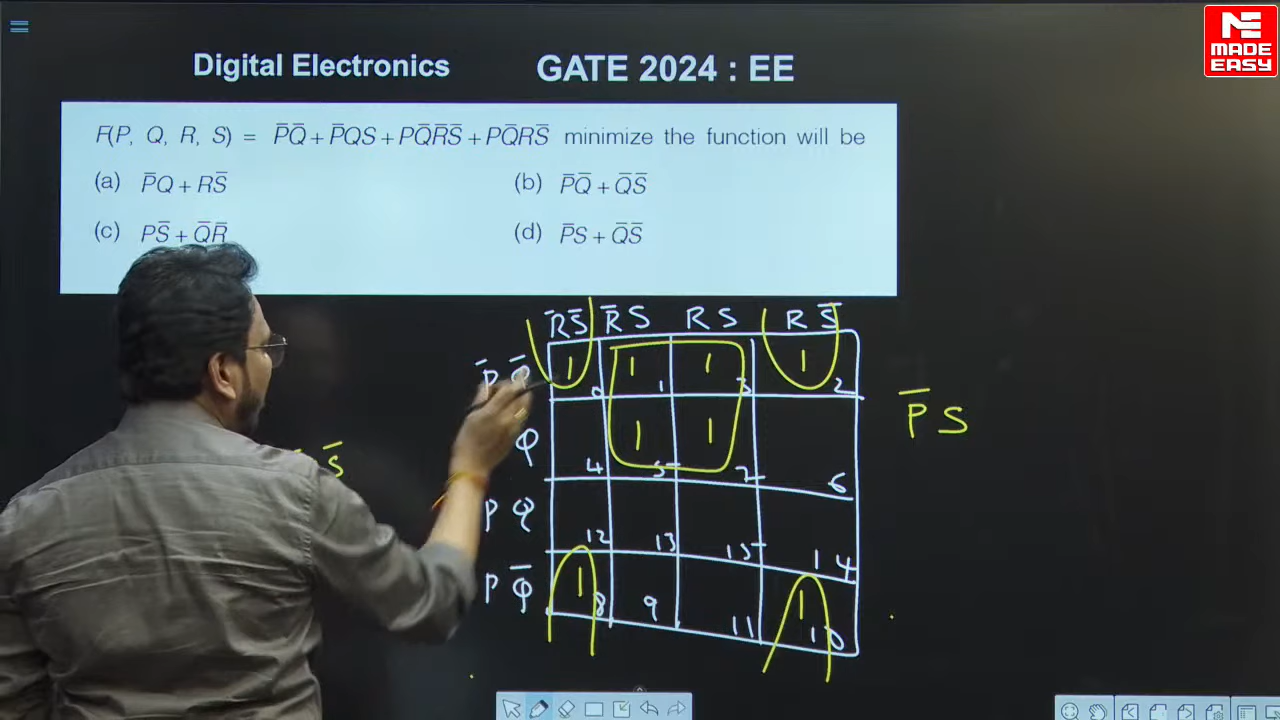 NE
MADE
EASY
Digital Electronics GATE 2024 : EE
F(P, Q, R, S) = P̄Q̄ + P̄QS + PQ̄R̄S̄ + PQ̄RS̄ minimize the function will be
(a) P̄Q + RS̄ (b) P̄Q̄ + Q̄S̄
(c) PS̄ + Q̄R̄ (d) P̄S + Q̄S̄
R̄S̄ R̄S RS RS̄
P̄ Q̄ 1 0 1 1 1 3 1 2
Q 4 1 5 1 7 6
P̄ S
S̄
P Q 12 13 15 14
P Q̄ 1 8 9 11 1 10